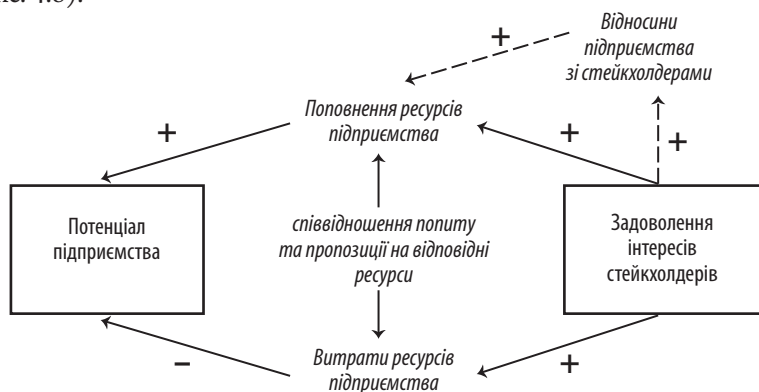 Відносини
підприємства
зі стейкхолдерами
+
+
Поповнення ресурсів
підприємства
+
+
Потенціал
підприємства
співвідношення попиту
та пропозиції на відповідні
ресурси
Задоволення
інтересів
стейкхолдерів
–
Витрати ресурсів
підприємства
+